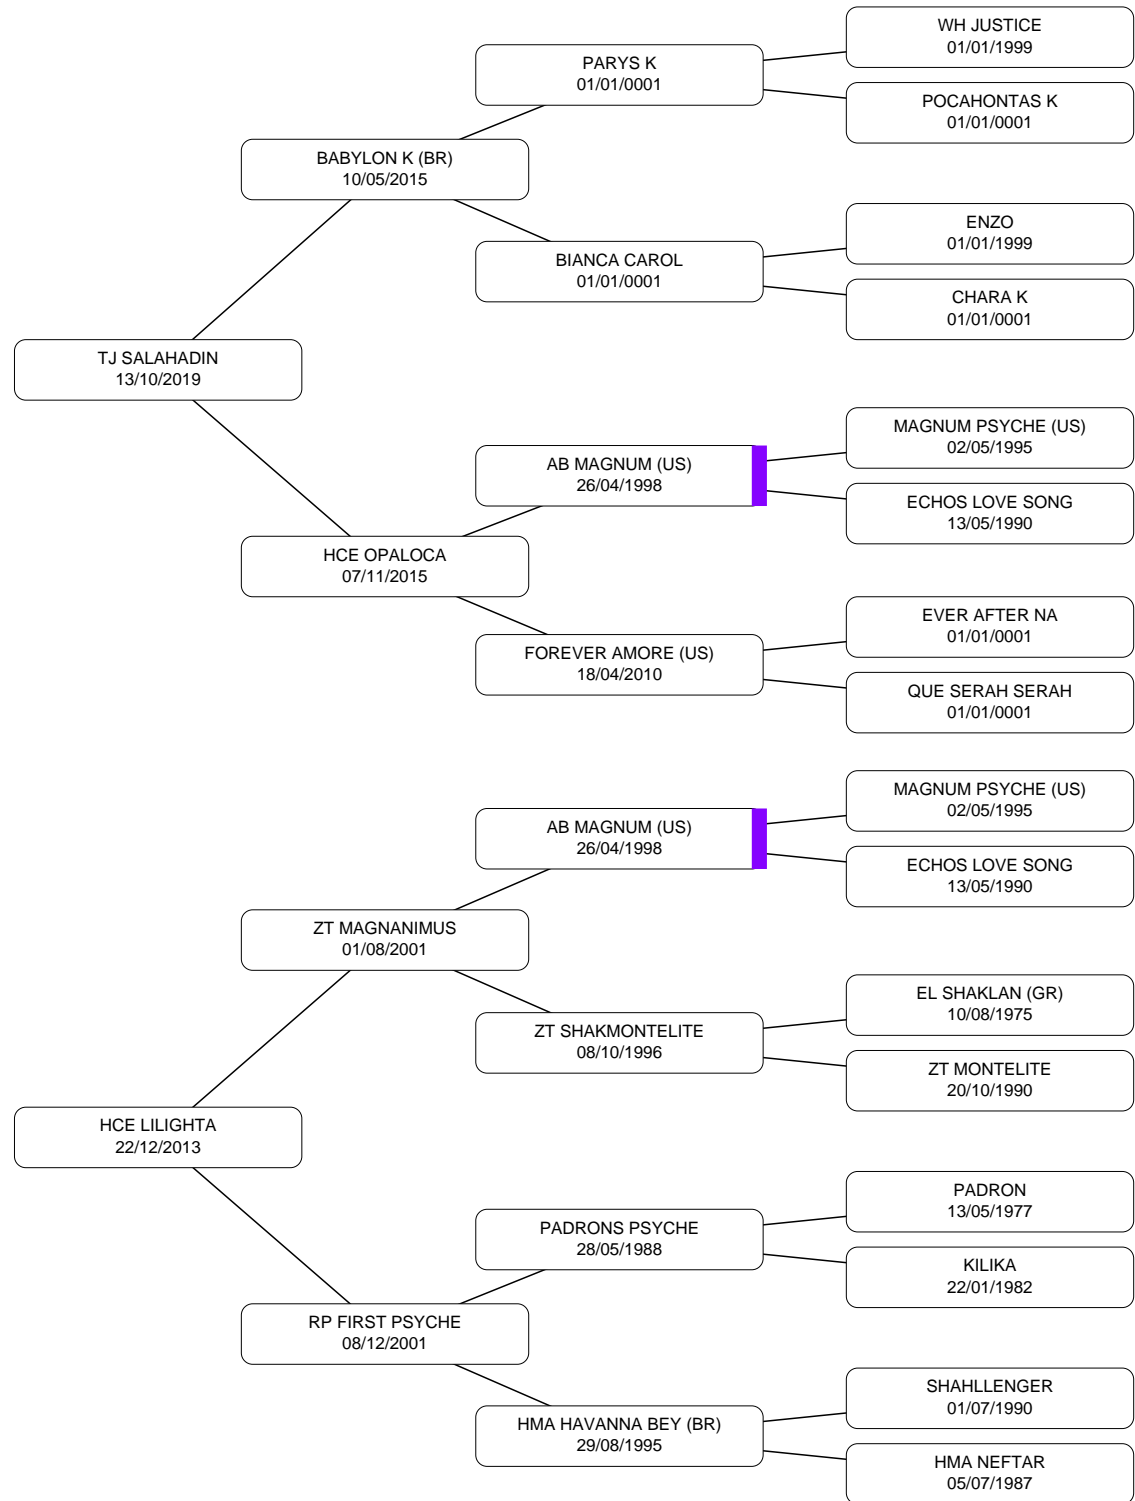 WH JUSTICE
01/01/1999
PARYS K
01/01/0001
POCAHONTAS K
01/01/0001
BABYLON K (BR)
10/05/2015
ENZO
01/01/1999
BIANCA CAROL
01/01/0001
CHARA K
01/01/0001
TJ SALAHADIN
13/10/2019
MAGNUM PSYCHE (US)
02/05/1995
AB MAGNUM (US)
26/04/1998
ECHOS LOVE SONG
13/05/1990
HCE OPALOCA
07/11/2015
EVER AFTER NA
01/01/0001
FOREVER AMORE (US)
18/04/2010
QUE SERAH SERAH
01/01/0001
MAGNUM PSYCHE (US)
02/05/1995
AB MAGNUM (US)
26/04/1998
ECHOS LOVE SONG
13/05/1990
ZT MAGNANIMUS
01/08/2001
EL SHAKLAN (GR)
10/08/1975
ZT SHAKMONTELITE
08/10/1996
ZT MONTELITE
20/10/1990
HCE LILIGHTA
22/12/2013
PADRON
13/05/1977
PADRONS PSYCHE
28/05/1988
KILIKA
22/01/1982
RP FIRST PSYCHE
08/12/2001
SHAHLLENGER
01/07/1990
HMA HAVANNA BEY (BR)
29/08/1995
HMA NEFTAR
05/07/1987